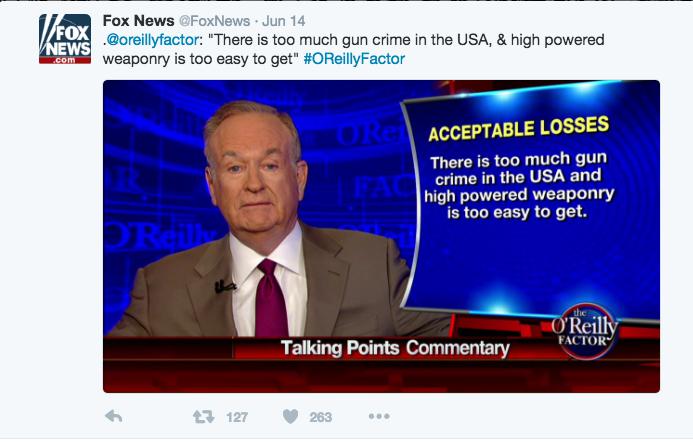 Fox News @FoxNews · Jun 14
FOX
NEWS
.com
.@oreillyfactor: "There is too much gun crime in the USA, & high powered
weaponry is too easy to get" #OReillyFactor
ACCEPTABLE LOSSES
There is too much gun
crime in the USA and
high powered weaponry
is too easy to get.
the
O'Reilly
FACTOR
Talking Points Commentary
127
263